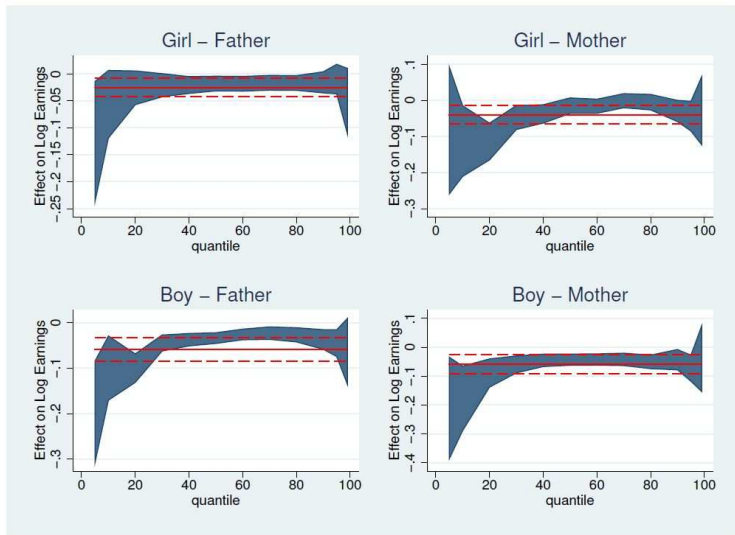 Girl – Father
Effect on Log Earnings
0
-.05
-.1
-.15
-.2
-.25
0 20 40 60 80 100
quantile
Girl – Mother
Effect on Log Earnings
.1
0
-.1
-.2
-.3
0 20 40 60 80 100
quantile
Boy – Father
Effect on Log Earnings
0
-.1
-.2
-.3
0 20 40 60 80 100
quantile
Boy – Mother
Effect on Log Earnings
.1
0
-.1
-.2
-.3
-.4
0 20 40 60 80 100
quantile